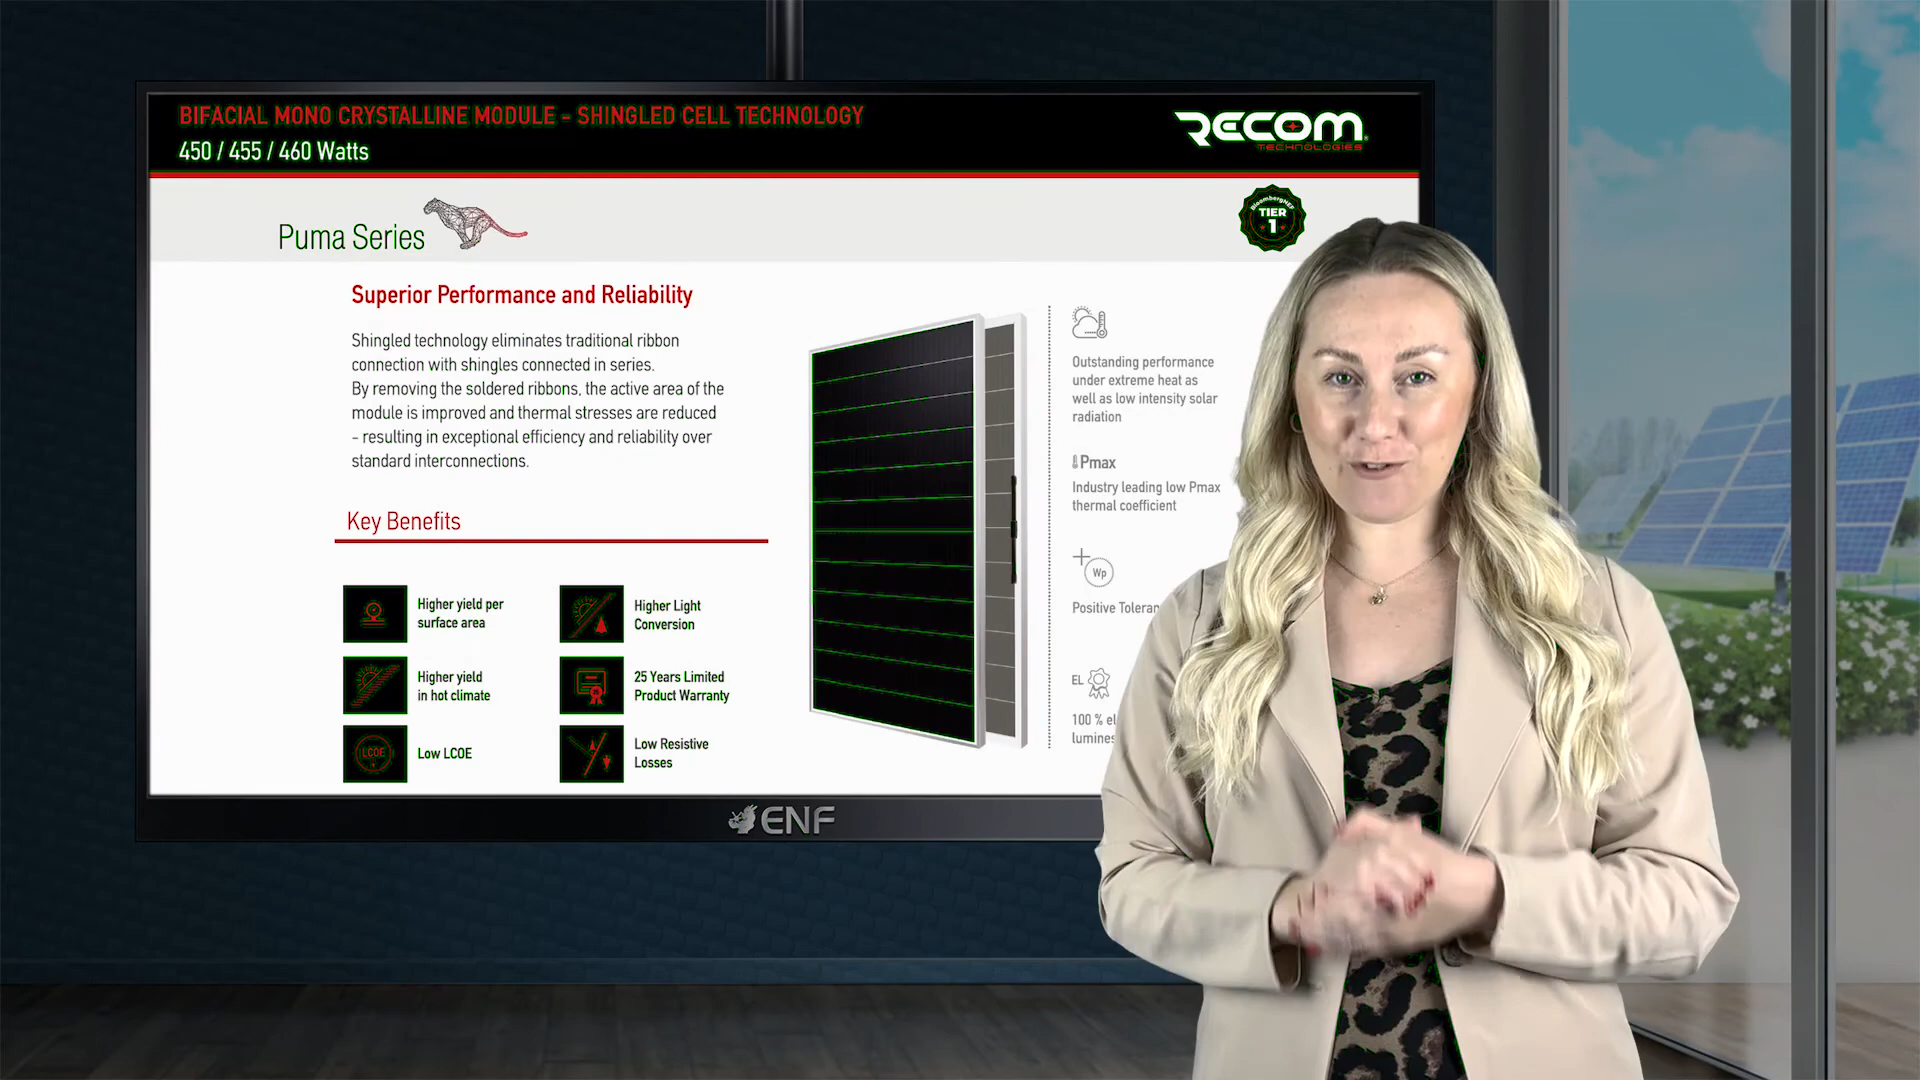 BIFACIAL MONO CRYSTALLINE MODULE - SHINGLED CELL TECHNOLOGY
450 / 455 / 460 Watts
RECOM
TECHNOLOGIES
Puma Series
BloombergNEF
TIER
1
Superior Performance and Reliability
Shingled technology eliminates traditional ribbon
connection with shingles connected in series.
By removing the soldered ribbons, the active area of the
module is improved and thermal stresses are reduced
- resulting in exceptional efficiency and reliability over
standard interconnections.
Key Benefits
Higher yield per
surface area
Higher Light
Conversion
Higher yield
in hot climate
25 Years Limited
Product Warranty
LCOE
Low LCOE
Low Resistive
Losses
Outstanding performance
under extreme heat as
well as low intensity solar
radiation
Pmax
Industry leading low Pmax
thermal coefficient
Wp
Positive
EL
100 %
ENF